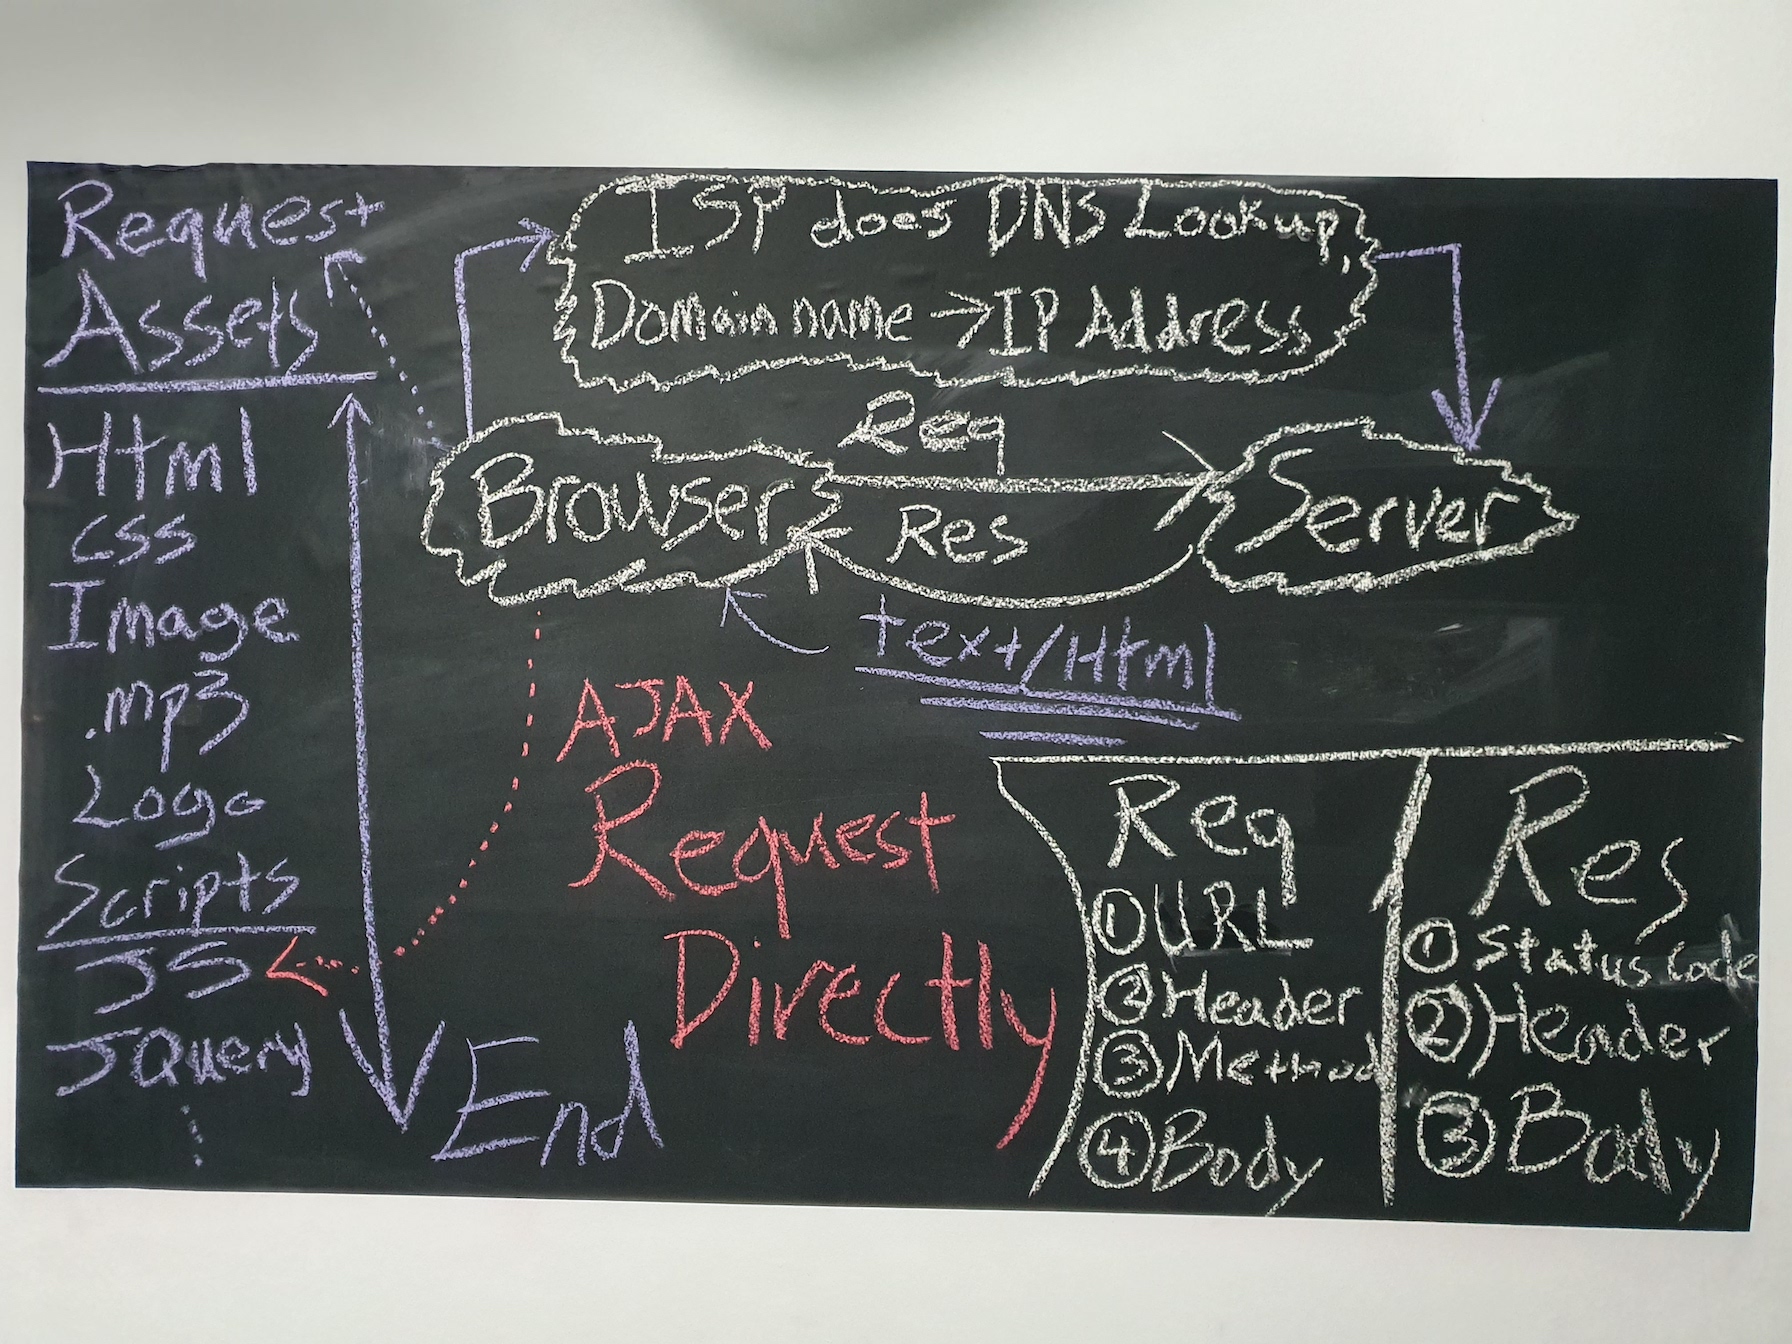 Request
Assets
Html
css
Image
.mp3
Logo
Scripts
JS
JQuery
ISP does DNS Lookup,
Domain name → IP Address
Req
Browser
Res
Server
text/Html
AJAX
Request
Directly
End
Req
① URL
② Header
③ Method
④ Body
Res
① Status Code
② Header
③ Body